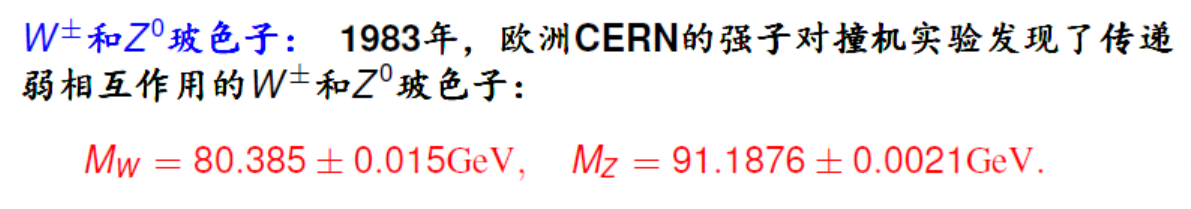 W±和Z⁰玻色子： 1983年，欧洲CERN的强子对撞机实验发现了传递
弱相互作用的W±和Z⁰玻色子：
M_W = 80.385 ± 0.015GeV, M_Z = 91.1876 ± 0.0021GeV.